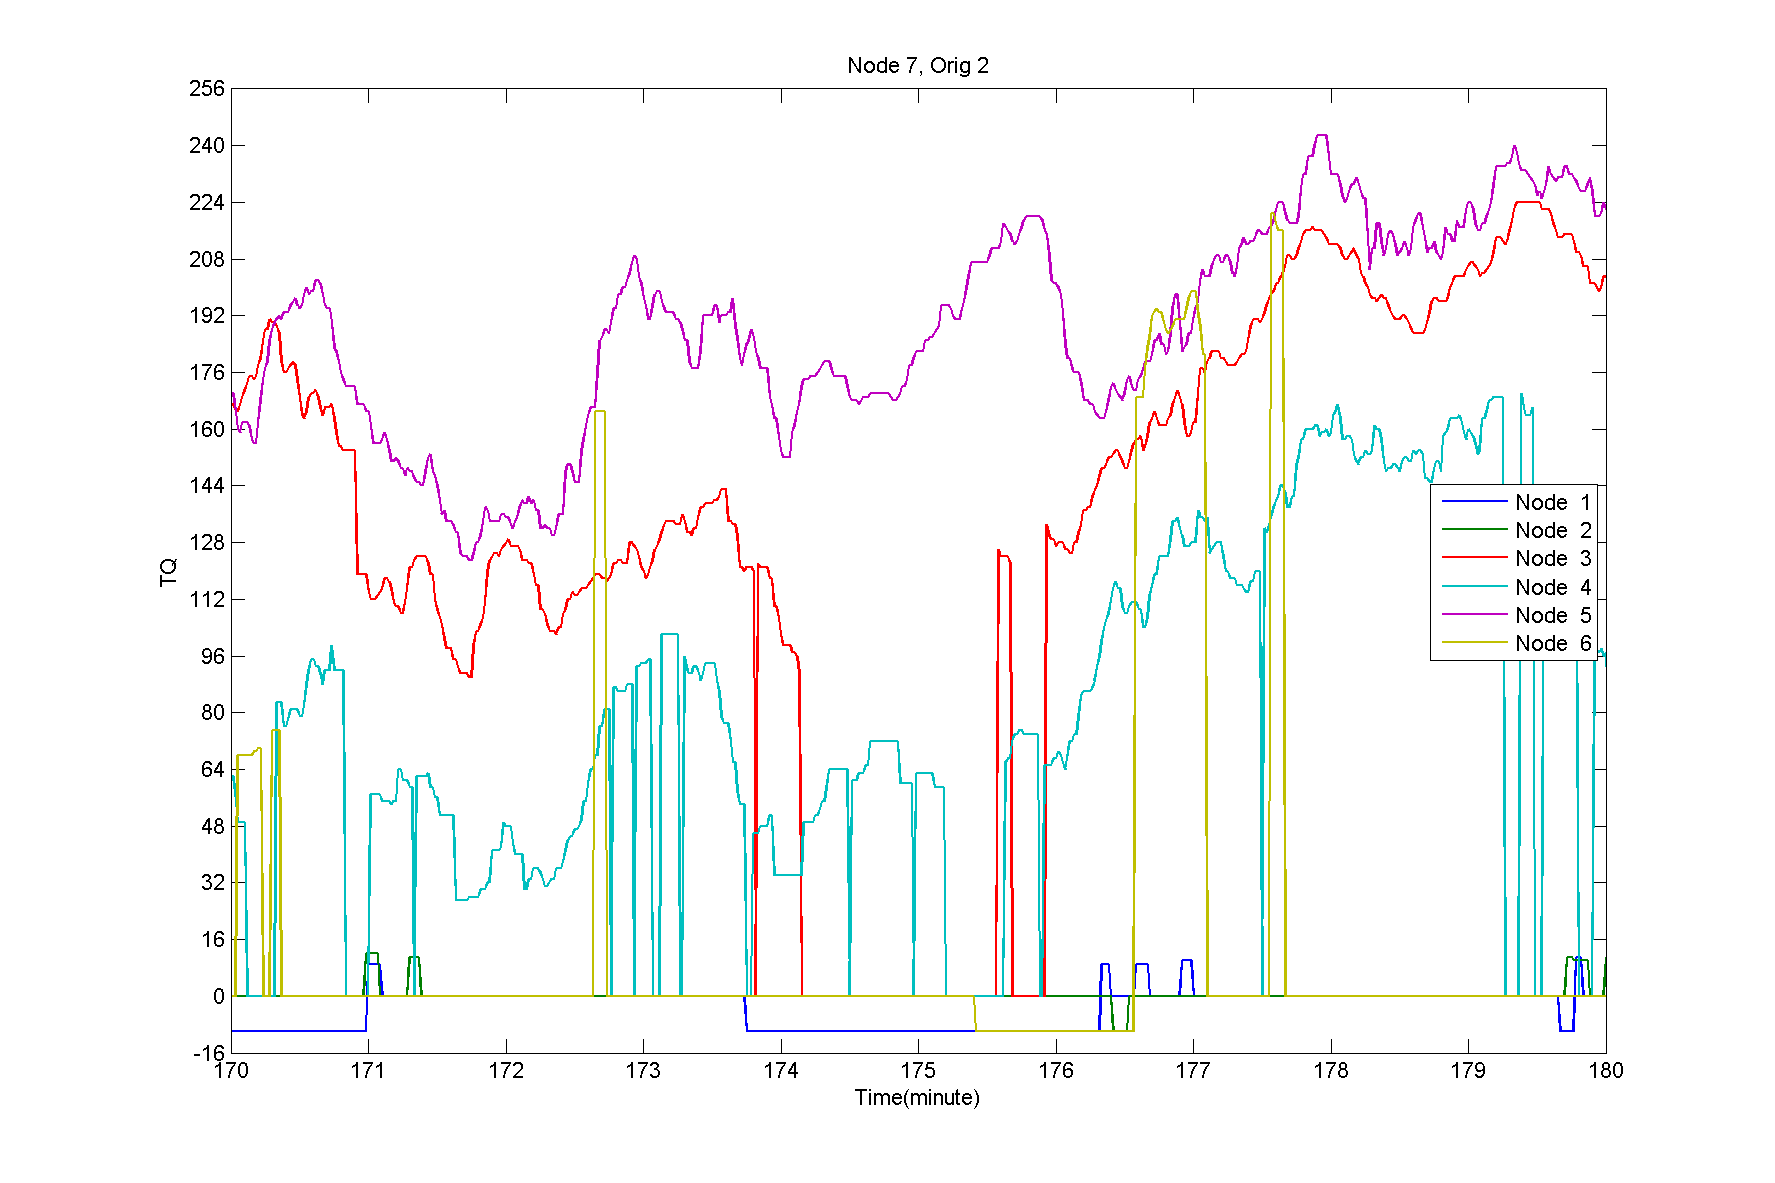 Node 7, Orig 2
256
240
224
208
192
176
160
144
128
112
96
80
64
48
32
16
0
-16
TQ
170 171 172 173 174 175 176 177 178 179 180
Time(minute)
Node 1
Node 2
Node 3
Node 4
Node 5
Node 6